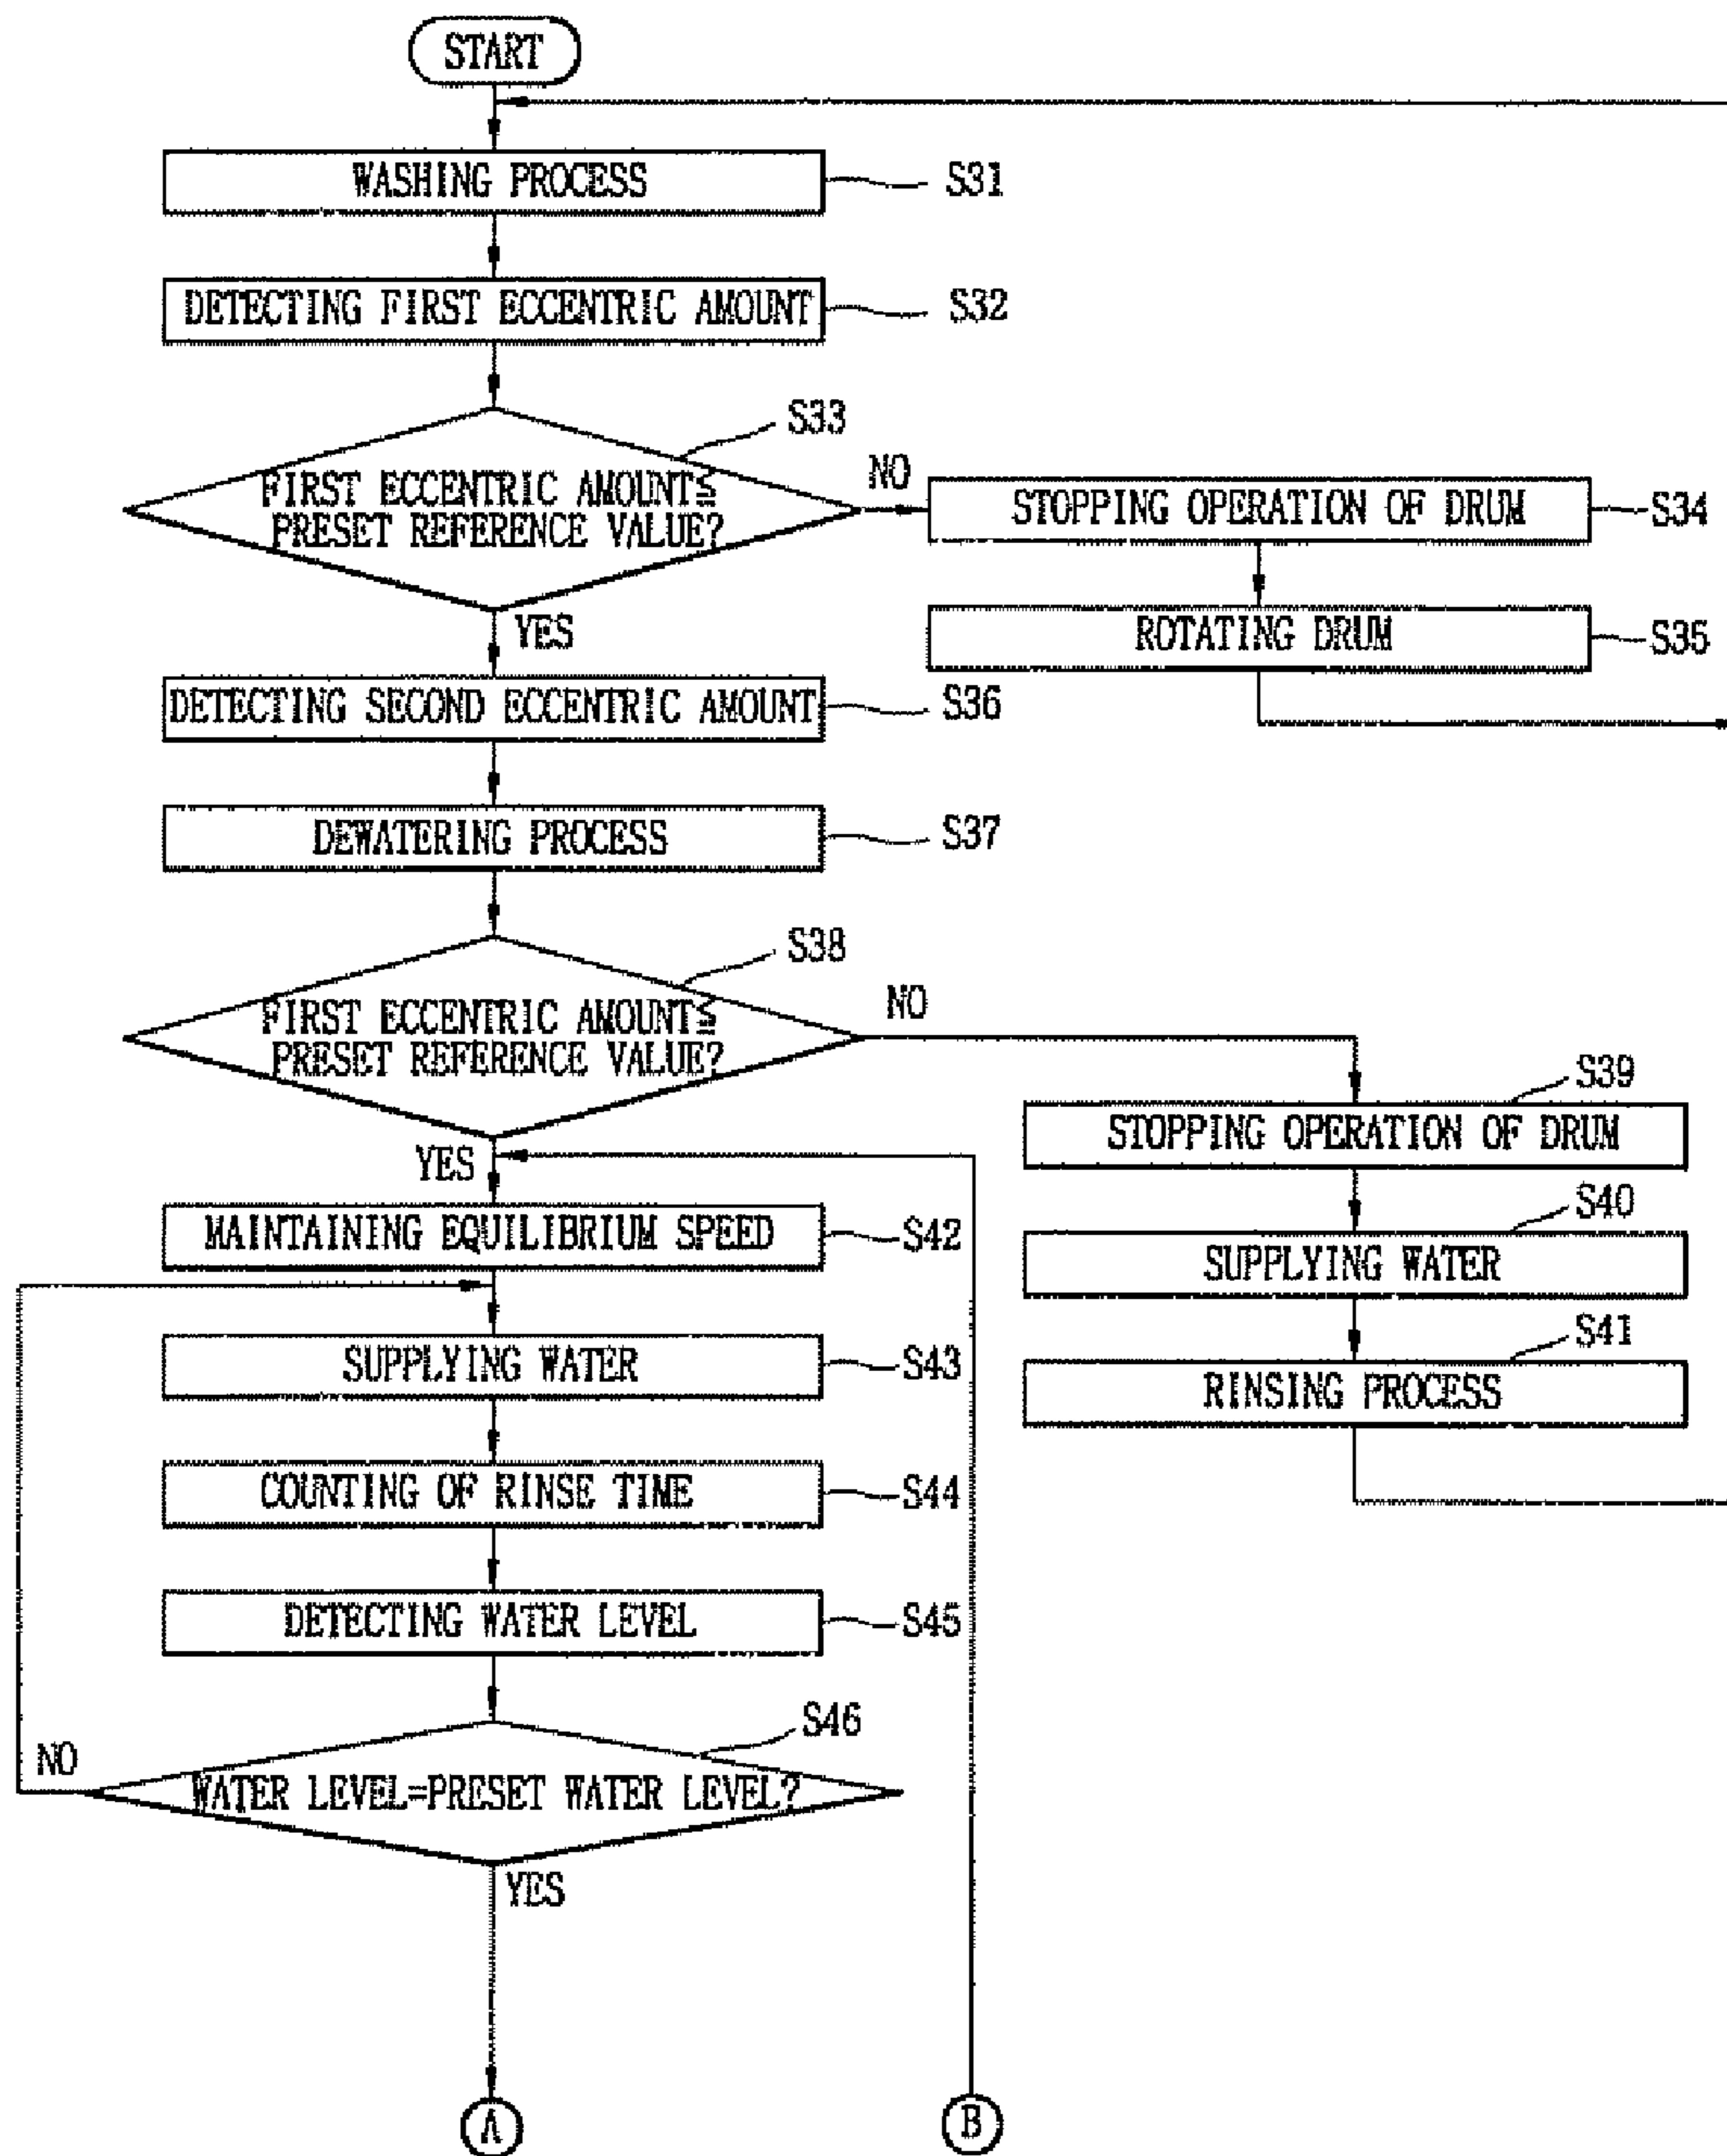 START
WASHING PROCESS
S31
DETECTING FIRST ECCENTRIC AMOUNT
S32
S33
FIRST ECCENTRIC AMOUNT≦
PRESET REFERENCE VALUE?
NO
STOPPING OPERATION OF DRUM
S34
YES
ROTATING DRUM
S35
DETECTING SECOND ECCENTRIC AMOUNT
S36
DEWATERING PROCESS
S37
S38
FIRST ECCENTRIC AMOUNT≦
PRESET REFERENCE VALUE?
NO
S39
STOPPING OPERATION OF DRUM
YES
S40
MAINTAINING EQUILIBRIUM SPEED
S42
SUPPLYING WATER
S41
SUPPLYING WATER
S43
RINSING PROCESS
COUNTING OF RINSE TIME
S44
DETECTING WATER LEVEL
S45
S46
NO
WATER LEVEL=PRESET WATER LEVEL?
YES
A
B